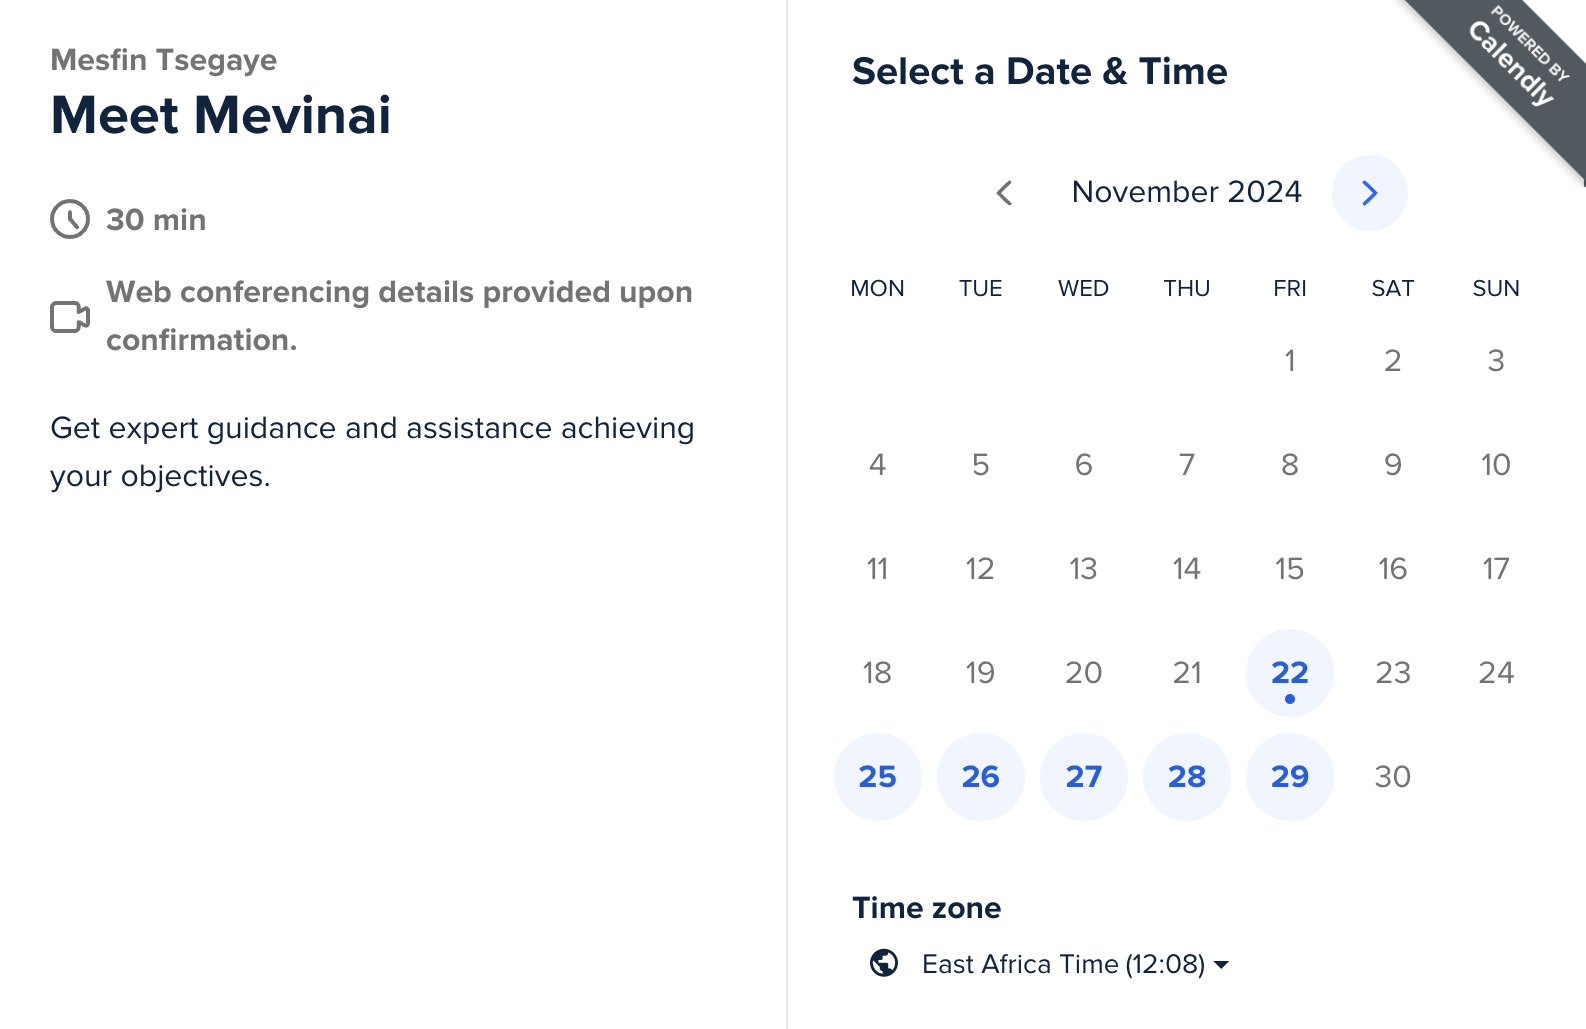 Mesfin Tsegaye
Meet Mevinai
30 min
Web conferencing details provided upon
confirmation.
Get expert guidance and assistance achieving
your objectives.
POWERED BY
Calendly
Select a Date & Time
November 2024
MON TUE WED THU FRI SAT SUN
1 2 3
4 5 6 7 8 9 10
11 12 13 14 15 16 17
18 19 20 21 22 23 24
25 26 27 28 29 30
Time zone
East Africa Time (12:08)